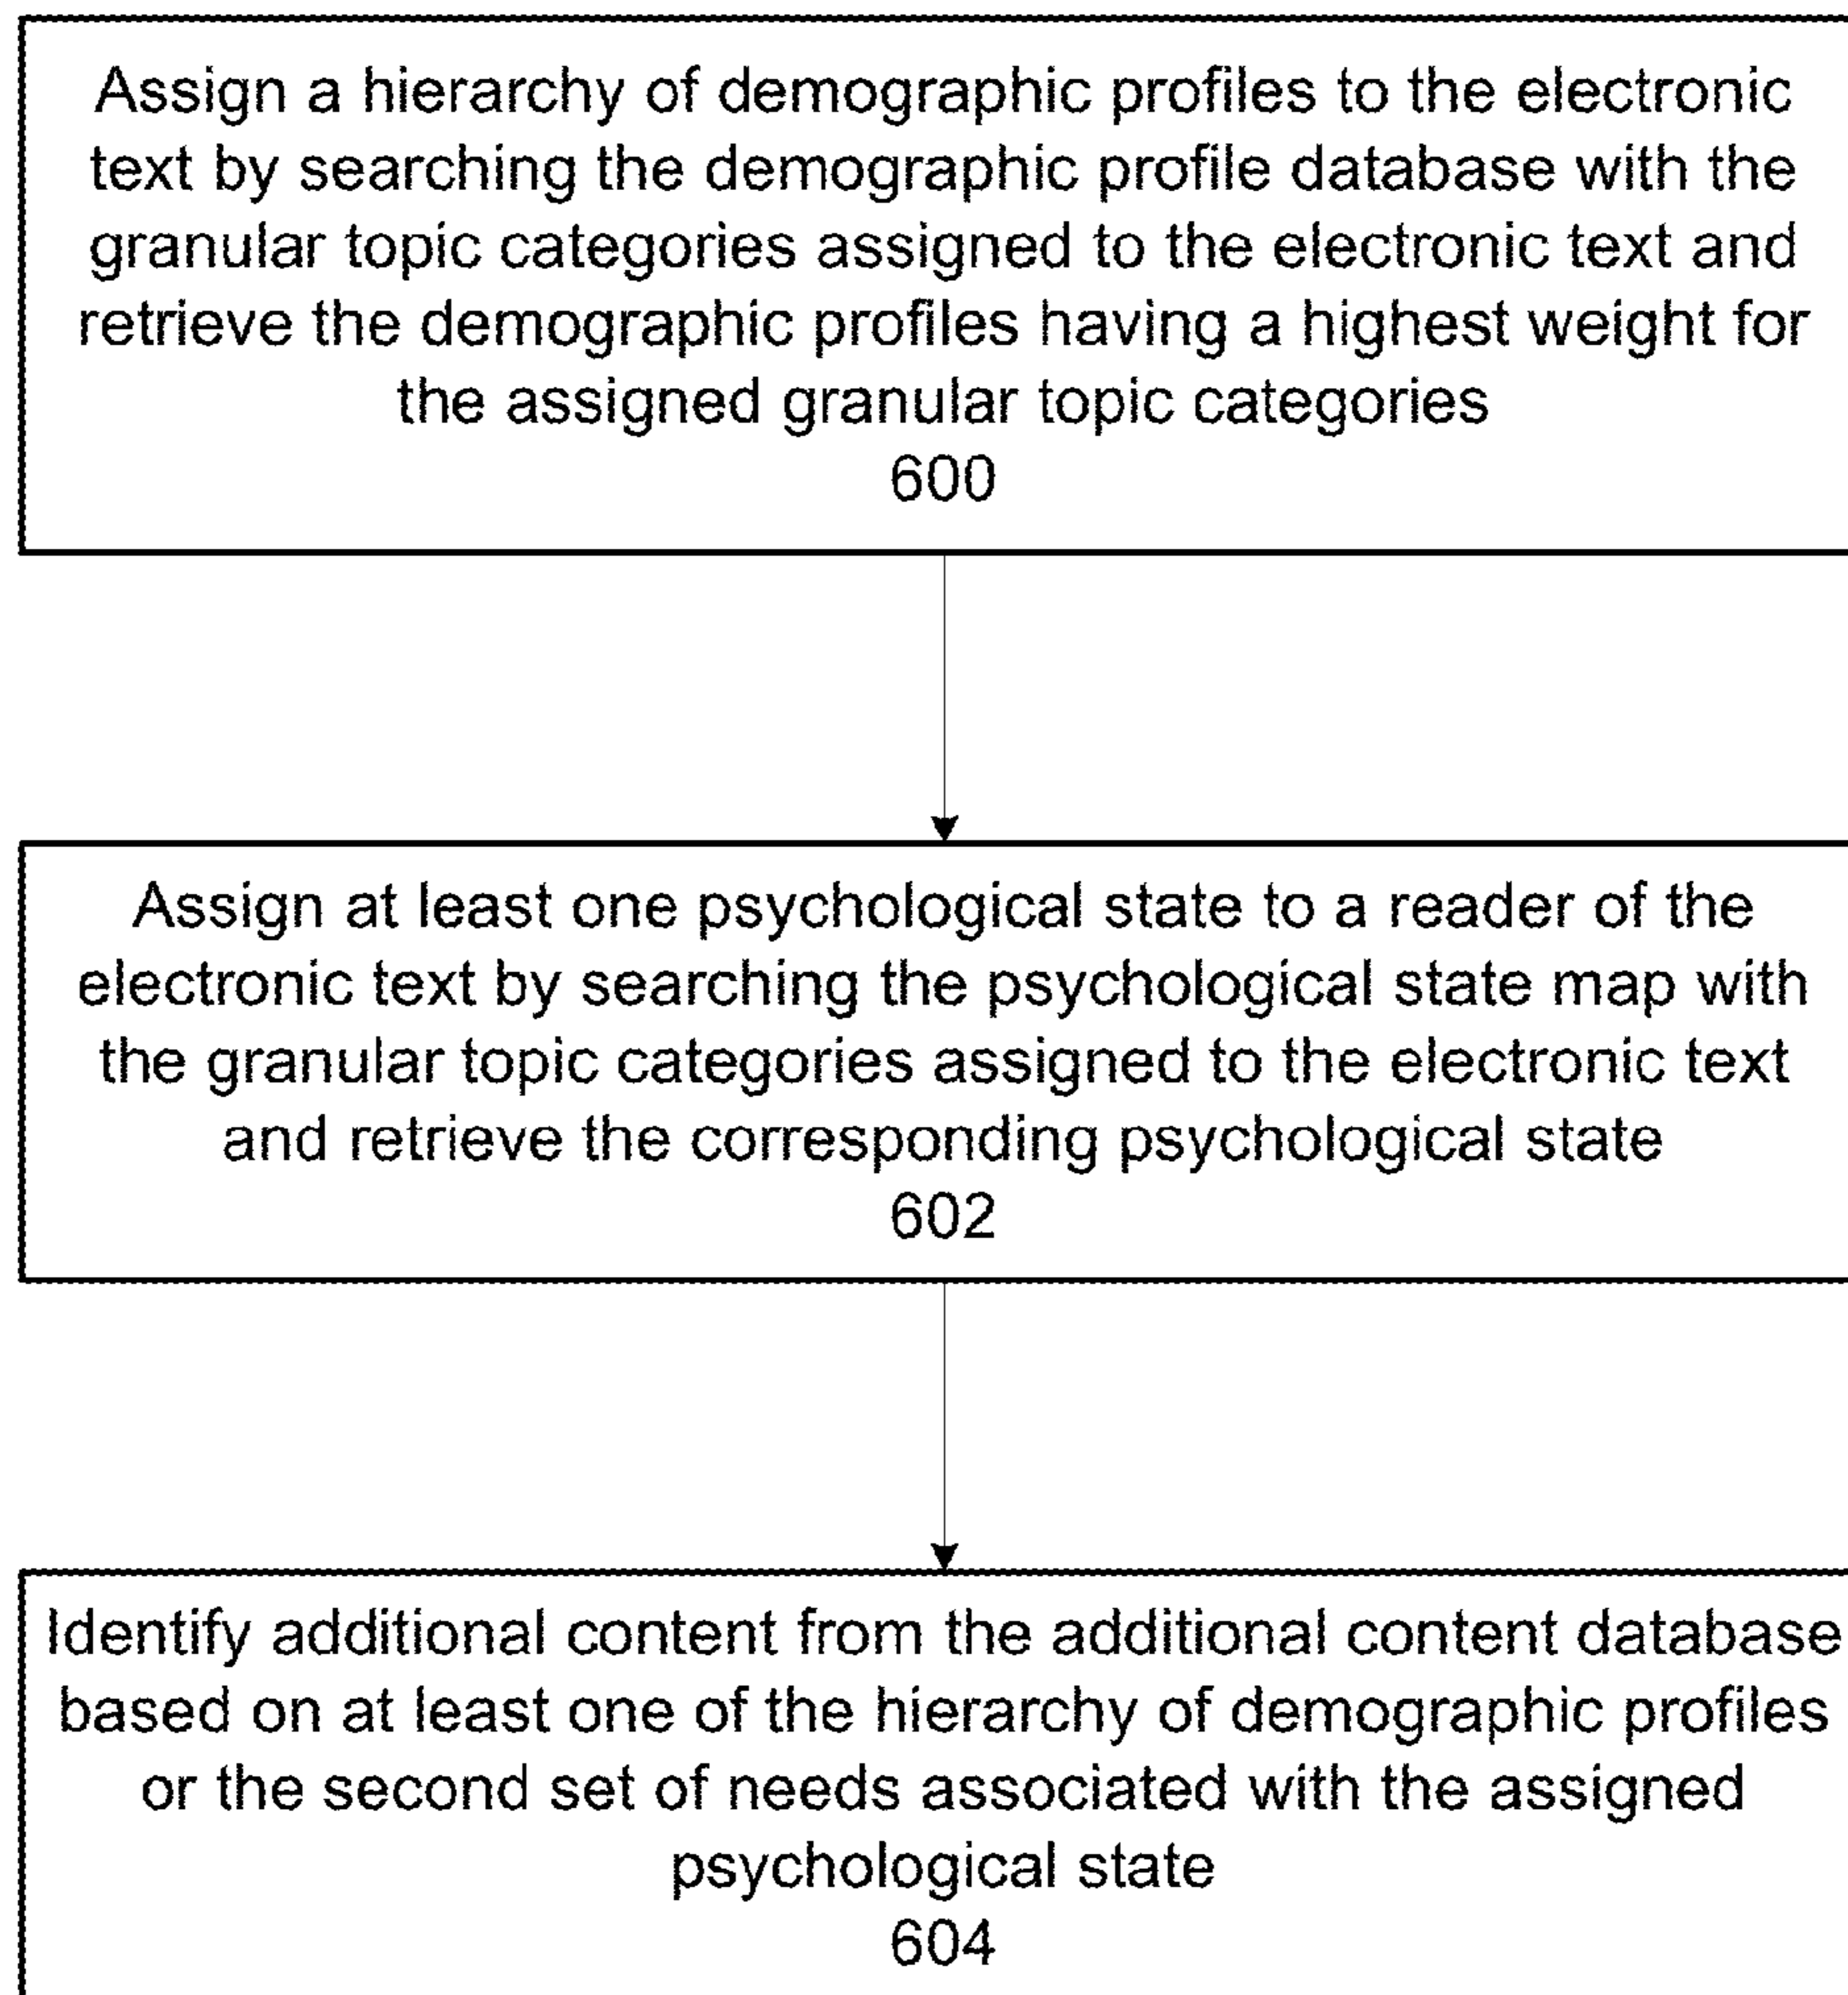 Assign a hierarchy of demographic profiles to the electronic
text by searching the demographic profile database with the
granular topic categories assigned to the electronic text and
retrieve the demographic profiles having a highest weight for
the assigned granular topic categories
600
Assign at least one psychological state to a reader of the
electronic text by searching the psychological state map with
the granular topic categories assigned to the electronic text
and retrieve the corresponding psychological state
602
Identify additional content from the additional content database
based on at least one of the hierarchy of demographic profiles
or the second set of needs associated with the assigned
psychological state
604